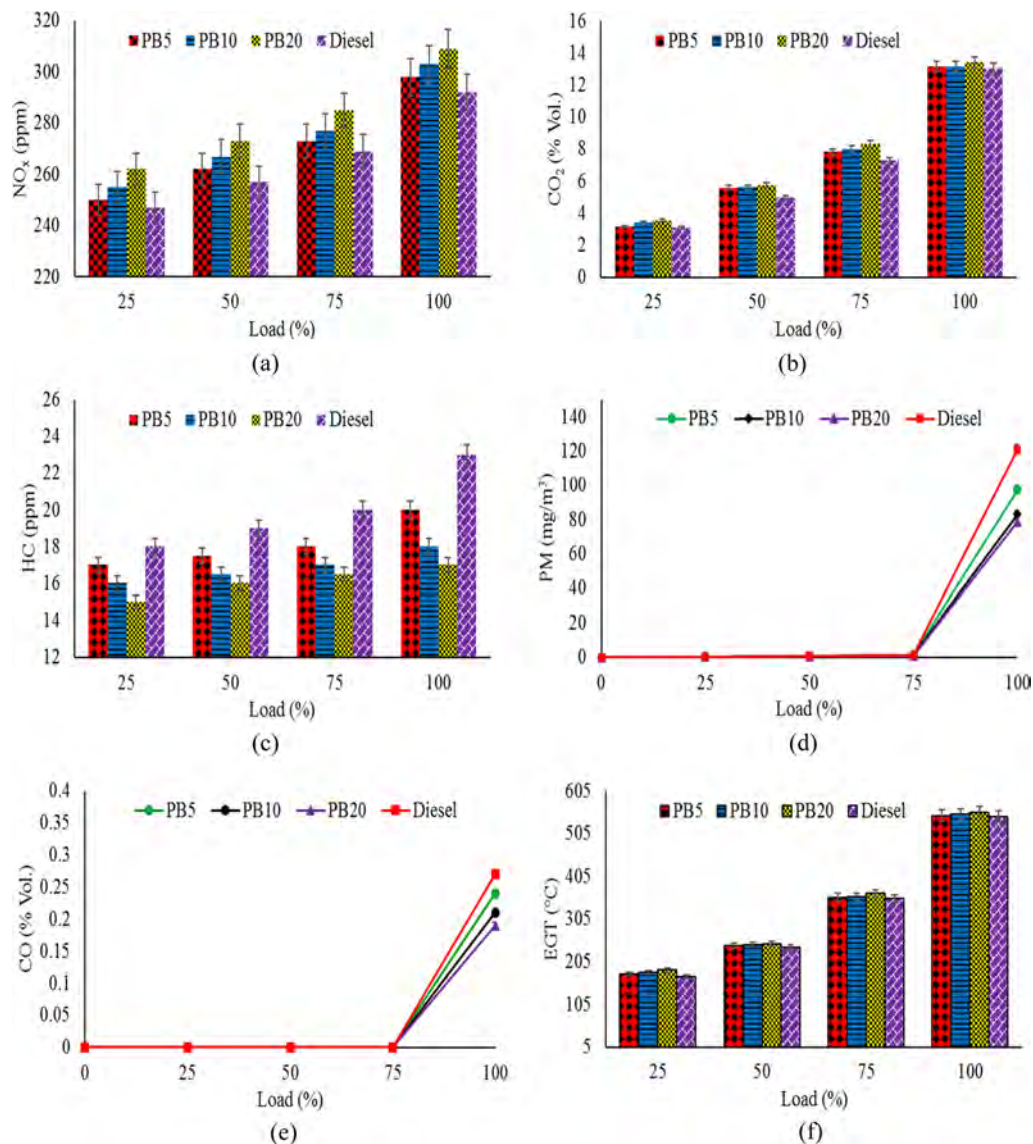 PB5 PB10 PB20 Diesel
NOx (ppm)
320
300
280
260
240
220
25 50 75 100
Load (%)
(a)
PB5 PB10 PB20 Diesel
CO2 (% Vol.)
16
14
12
10
8
6
4
2
0
25 50 75 100
Load (%)
(b)
PB5 PB10 PB20 Diesel
HC (ppm)
26
24
22
20
18
16
14
12
25 50 75 100
Load (%)
(c)
PB5 PB10 PB20 Diesel
PM (mg/m³)
140
120
100
80
60
40
20
0
0 25 50 75 100
Load (%)
(d)
PB5 PB10 PB20 Diesel
CO (% Vol.)
0.4
0.35
0.3
0.25
0.2
0.15
0.1
0.05
0
0 25 50 75 100
Load (%)
(e)
PB5 PB10 PB20 Diesel
EGT (°C)
605
505
405
305
205
105
5
25 50 75 100
Load (%)
(f)